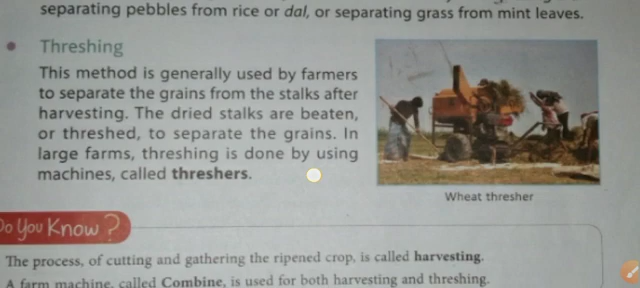 separating pebbles from rice or dal, or separating grass from mint leaves.
Threshing
This method is generally used by farmers
to separate the grains from the stalks after
harvesting. The dried stalks are beaten,
or threshed, to separate the grains. In
large farms, threshing is done by using
machines, called threshers.
Wheat thresher
Do You Know?
The process, of cutting and gathering the ripened crop, is called harvesting.
A farm machine, called Combine, is used for both harvesting and threshing.